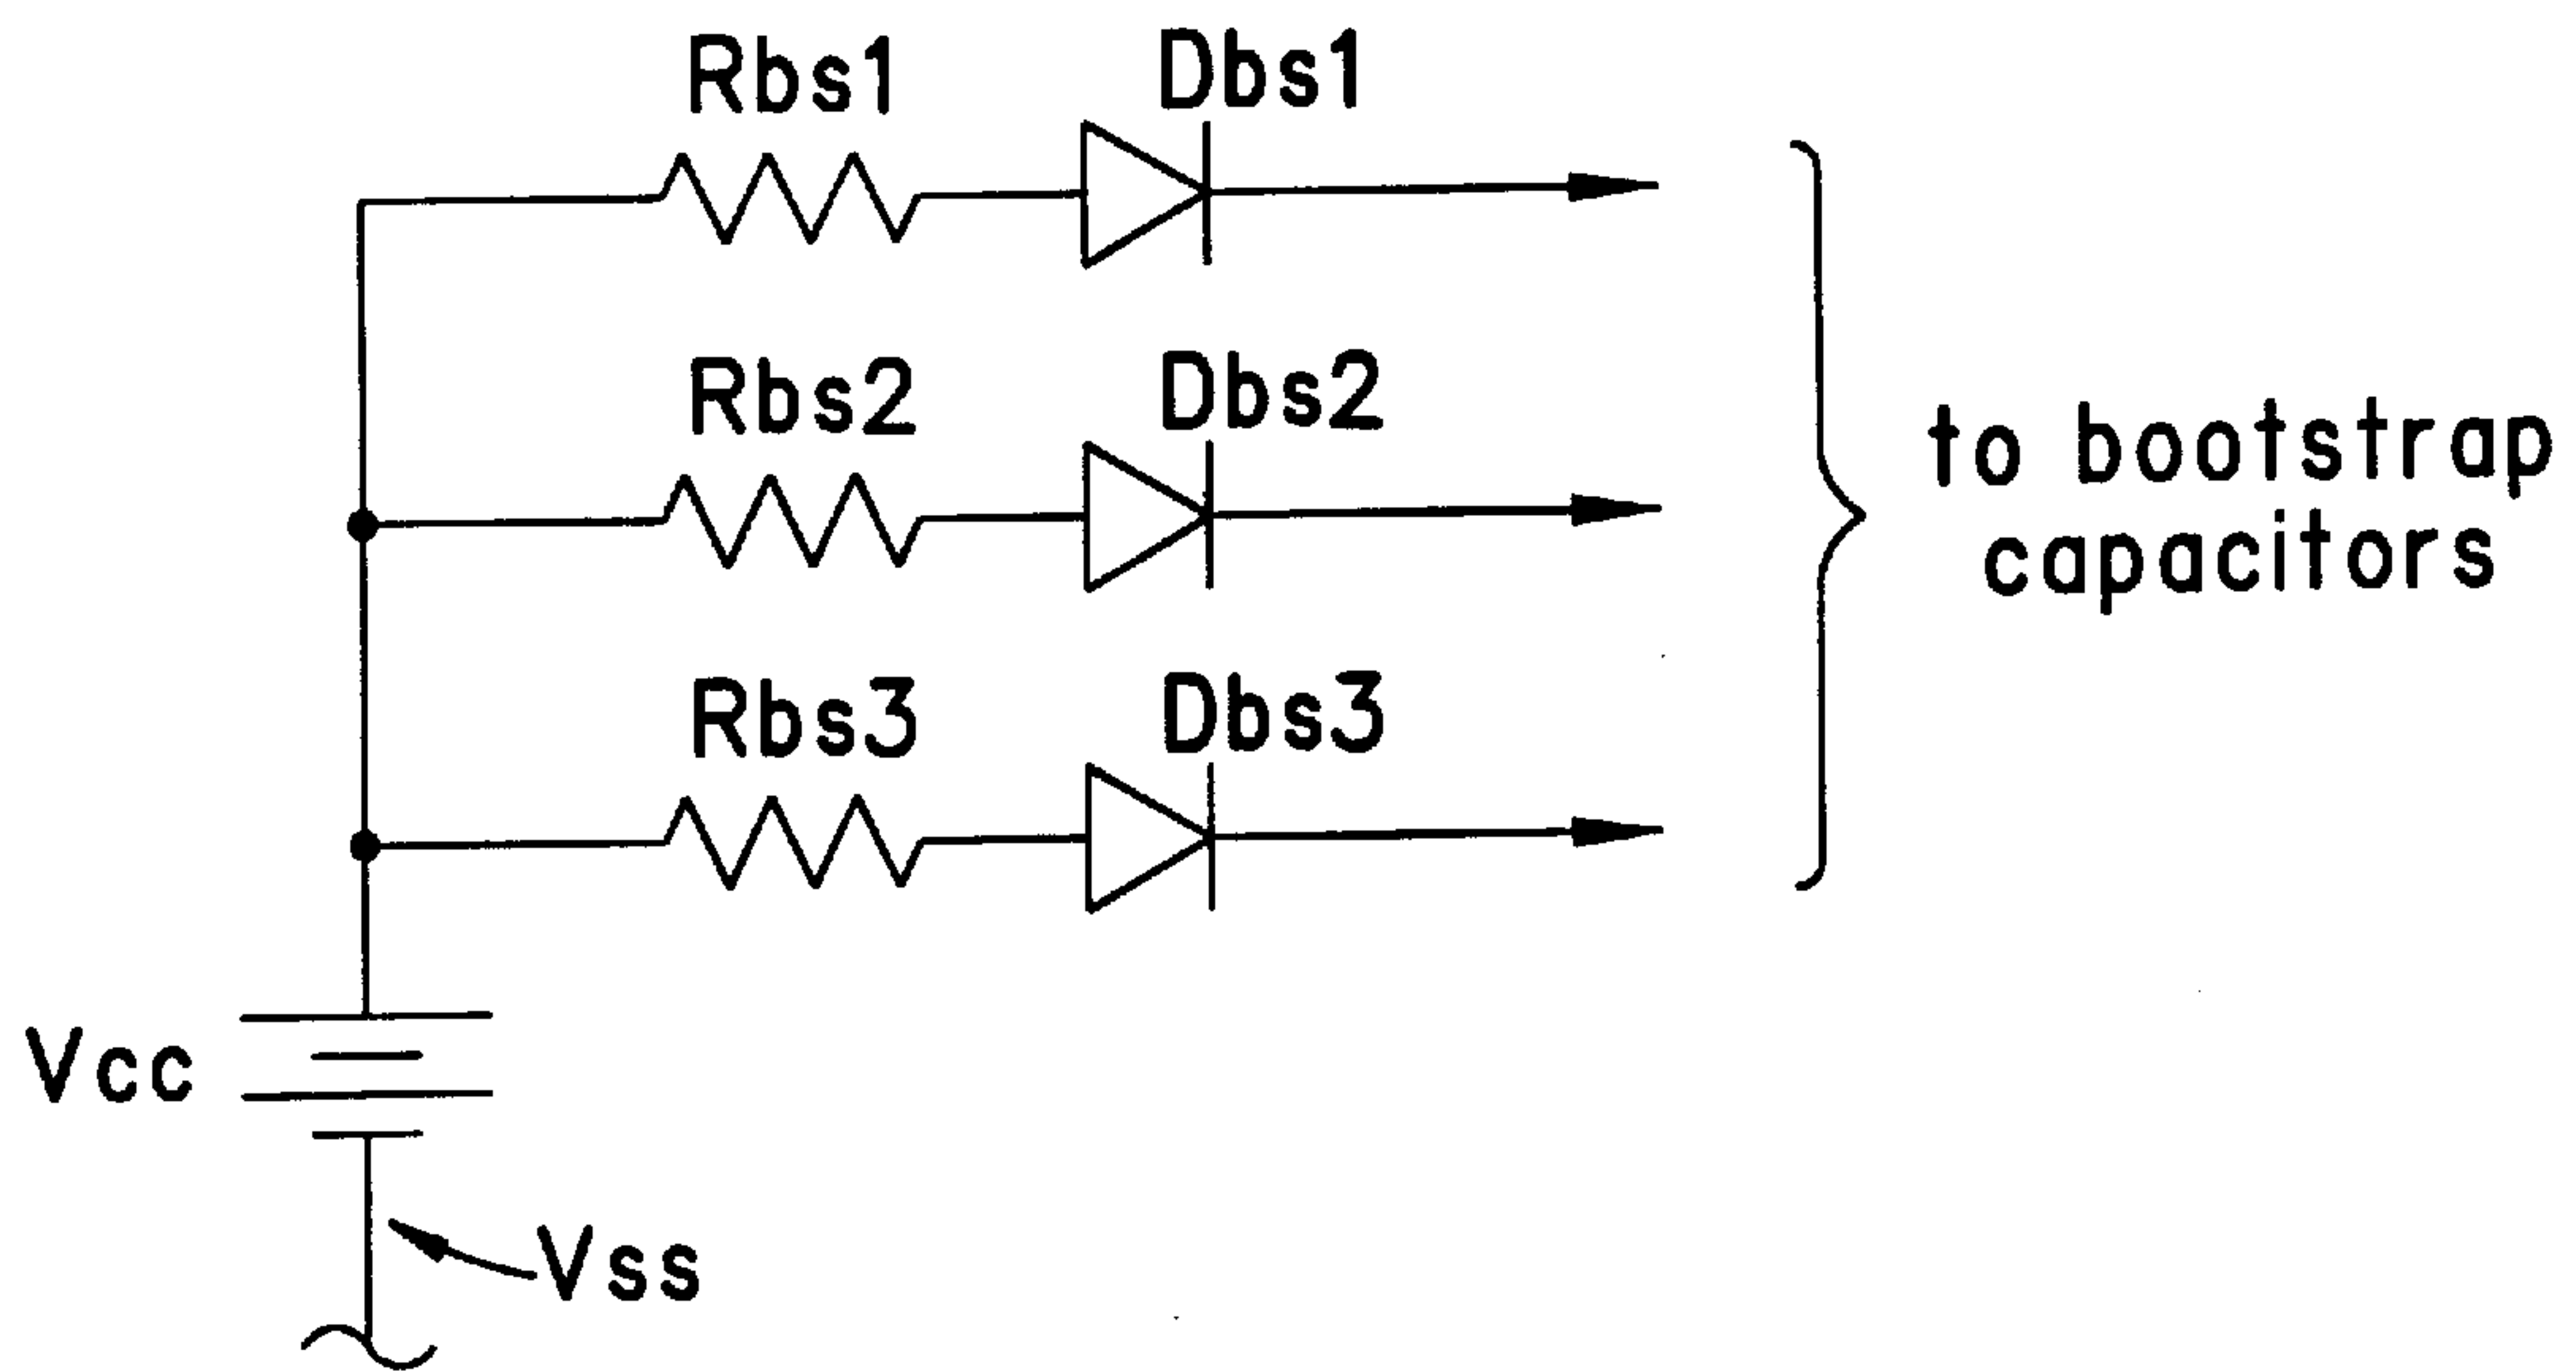 Rbs1
Dbs1
Rbs2
Dbs2
to bootstrap
capacitors
Rbs3
Dbs3
Vcc
Vss